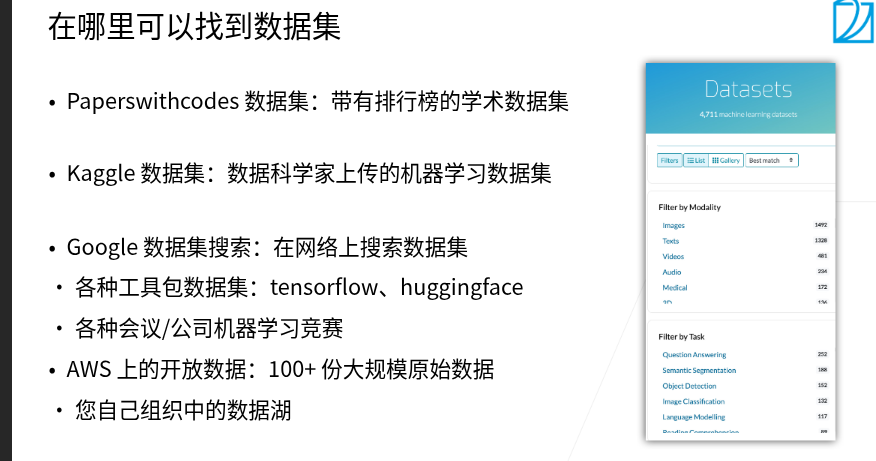 在哪里可以找到数据集
• Paperswithcodes 数据集：带有排行榜的学术数据集
• Kaggle 数据集：数据科学家上传的机器学习数据集
• Google 数据集搜索：在网络上搜索数据集
• 各种工具包数据集：tensorflow、huggingface
• 各种会议/公司机器学习竞赛
• AWS 上的开放数据：100+ 份大规模原始数据
• 您自己组织中的数据湖
Datasets
4,711 machine learning datasets
Filters List Gallery Best match
Filter by Modality
Images 1492
Texts 1328
Videos 481
Audio 234
Medical 172
3D 136
Filter by Task
Question Answering 252
Semantic Segmentation 188
Object Detection 152
Image Classification 132
Language Modelling 117
Reading Comprehension 89